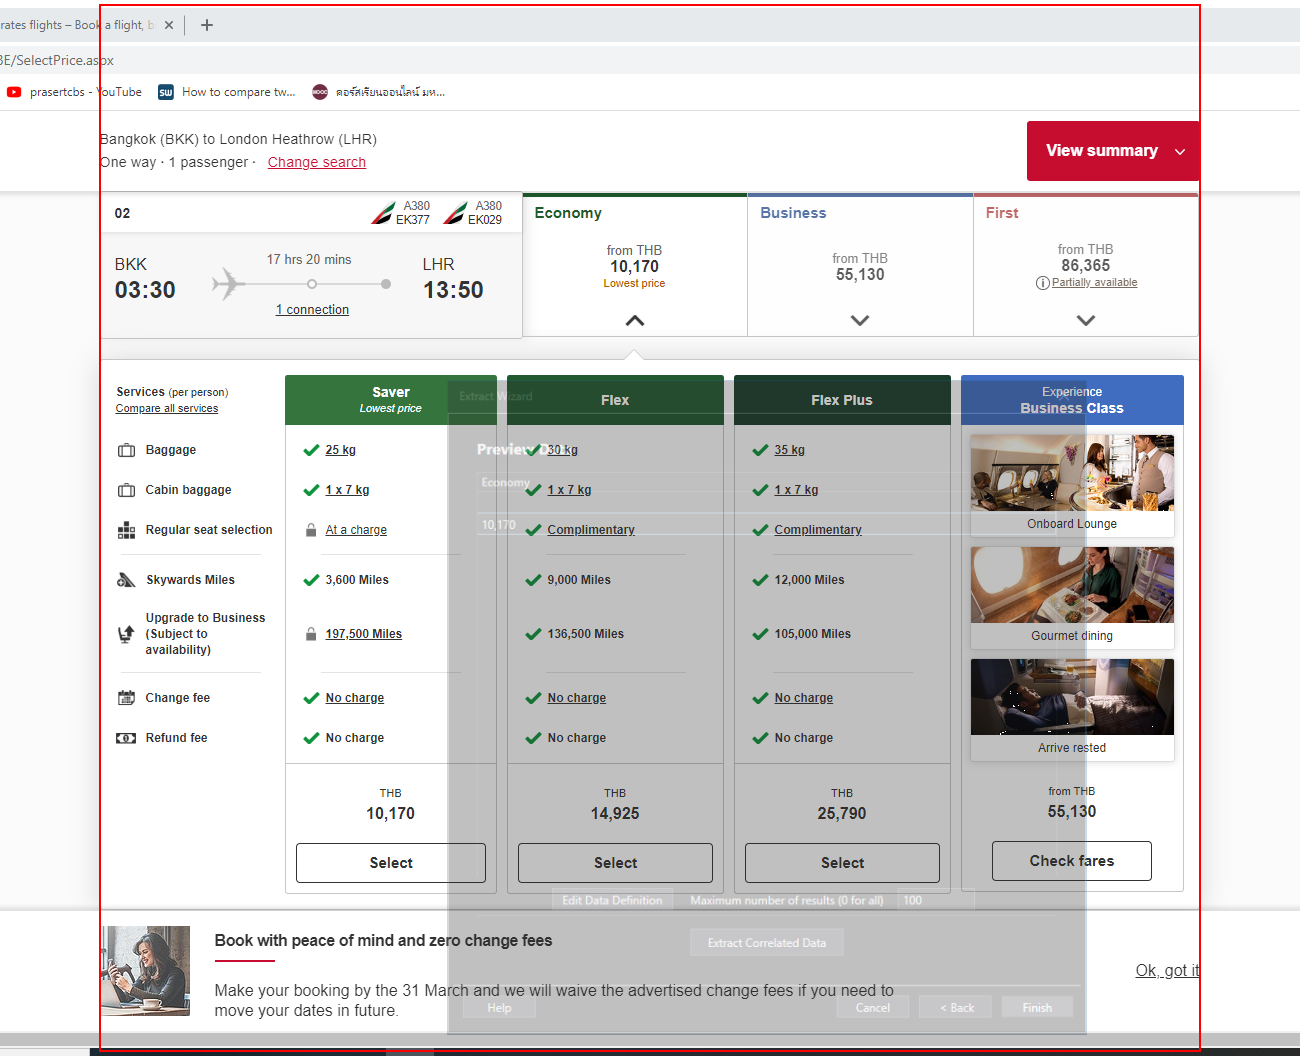 rates flights – Book a flight, b
3E/SelectPrice.aspx
prasertcbs - YouTube
SW
How to compare tw...
MOOC
คอร์สเรียนออนไลน์ มห...
Bangkok (BKK) to London Heathrow (LHR)
One way · 1 passenger · Change search
View summary
02
A380
EK377
A380
EK029
BKK
03:30
17 hrs 20 mins
1 connection
LHR
13:50
Economy
from THB
10,170
Lowest price
Business
from THB
55,130
First
from THB
86,365
Partially available
Services (per person)
Compare all services
Saver
Lowest price
Flex
Flex Plus
Experience
Business Class
Extract Wizard
Preview Data
Economy
10,170
Baggage
25 kg
30 kg
35 kg
Cabin baggage
1 x 7 kg
1 x 7 kg
1 x 7 kg
Regular seat selection
At a charge
Complimentary
Complimentary
Onboard Lounge
Skywards Miles
3,600 Miles
9,000 Miles
12,000 Miles
Upgrade to Business
(Subject to
availability)
197,500 Miles
136,500 Miles
105,000 Miles
Gourmet dining
Change fee
No charge
No charge
No charge
Refund fee
No charge
No charge
No charge
Arrive rested
THB
10,170
THB
14,925
THB
25,790
from THB
55,130
Select
Select
Select
Check fares
Edit Data Definition
Maximum number of results (0 for all)
100
Extract Correlated Data
Book with peace of mind and zero change fees
Make your booking by the 31 March and we will waive the advertised change fees if you need to
move your dates in future.
Ok, got it
Help
Cancel
< Back
Finish